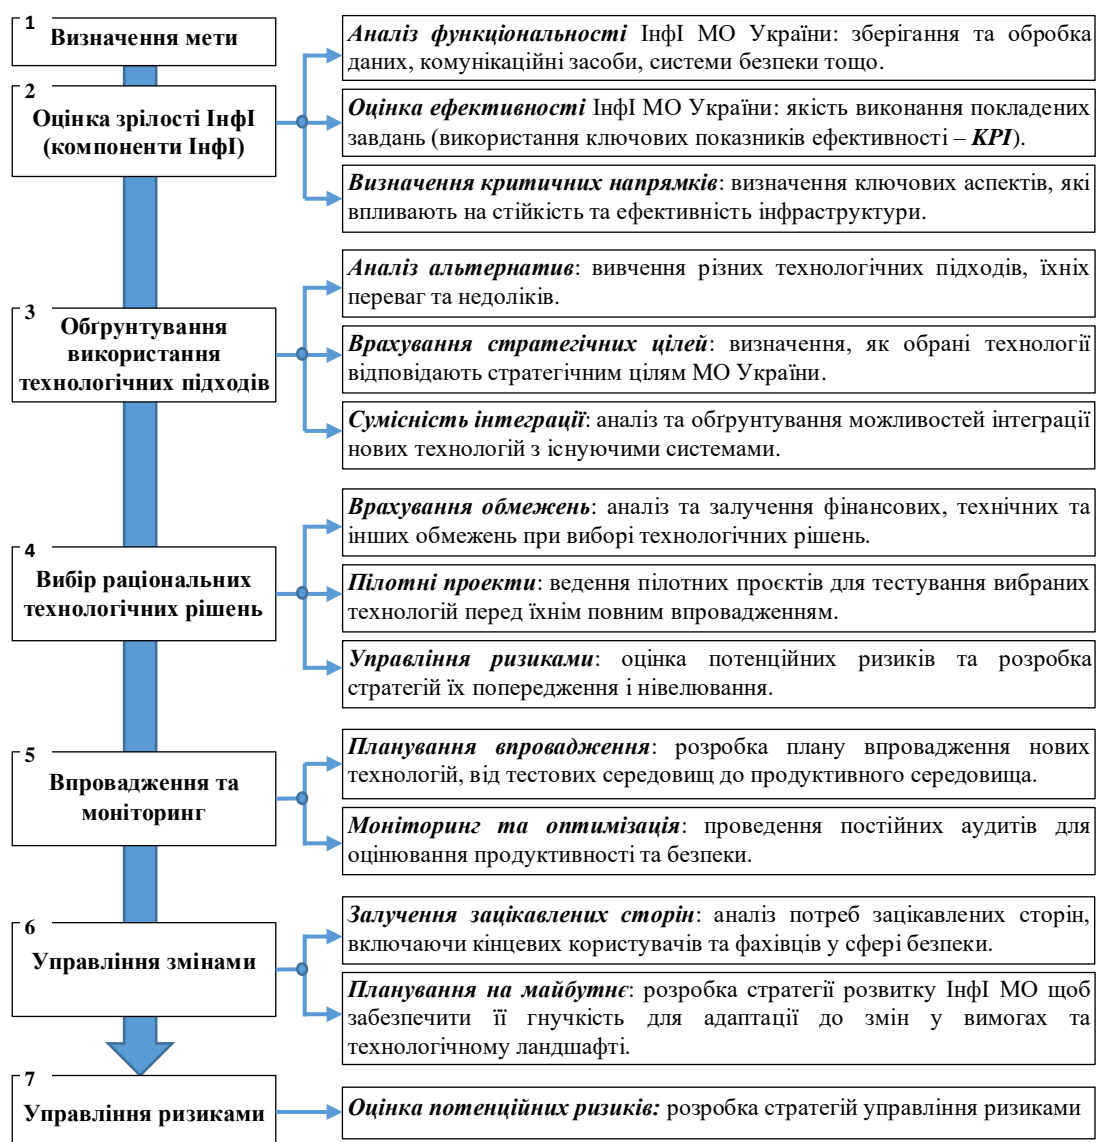 1
Визначення мети
Аналіз функціональності ІнфІ МО України: зберігання та обробка
даних, комунікаційні засоби, системи безпеки тощо.
2
Оцінка зрілості ІнфІ
(компоненти ІнфІ)
Оцінка ефективності ІнфІ МО України: якість виконання покладених
завдань (використання ключових показників ефективності – KPI).
Визначення критичних напрямків: визначення ключових аспектів, які
впливають на стійкість та ефективність інфраструктури.
3
Обґрунтування
використання
технологічних підходів
Аналіз альтернатив: вивчення різних технологічних підходів, їхніх
переваг та недоліків.
Врахування стратегічних цілей: визначення, як обрані технології
відповідають стратегічним цілям МО України.
Сумісність інтеграції: аналіз та обґрунтування можливостей інтеграції
нових технологій з існуючими системами.
4
Вибір раціональних
технологічних рішень
Врахування обмежень: аналіз та залучення фінансових, технічних та
інших обмежень при виборі технологічних рішень.
Пілотні проекти: ведення пілотних проєктів для тестування вибраних
технологій перед їхнім повним впровадженням.
Управління ризиками: оцінка потенційних ризиків та розробка
стратегій їх попередження і нівелювання.
5
Впровадження та
моніторинг
Планування впровадження: розробка плану впровадження нових
технологій, від тестових середовищ до продуктивного середовища.
Моніторинг та оптимізація: проведення постійних аудитів для
оцінювання продуктивності та безпеки.
6
Управління змінами
Залучення зацікавлених сторін: аналіз потреб зацікавлених сторін,
включаючи кінцевих користувачів та фахівців у сфері безпеки.
Планування на майбутнє: розробка стратегії розвитку ІнфІ МО щоб
забезпечити її гнучкість для адаптації до змін у вимогах та
технологічному ландшафті.
7
Управління ризиками
Оцінка потенційних ризиків: розробка стратегій управління ризиками